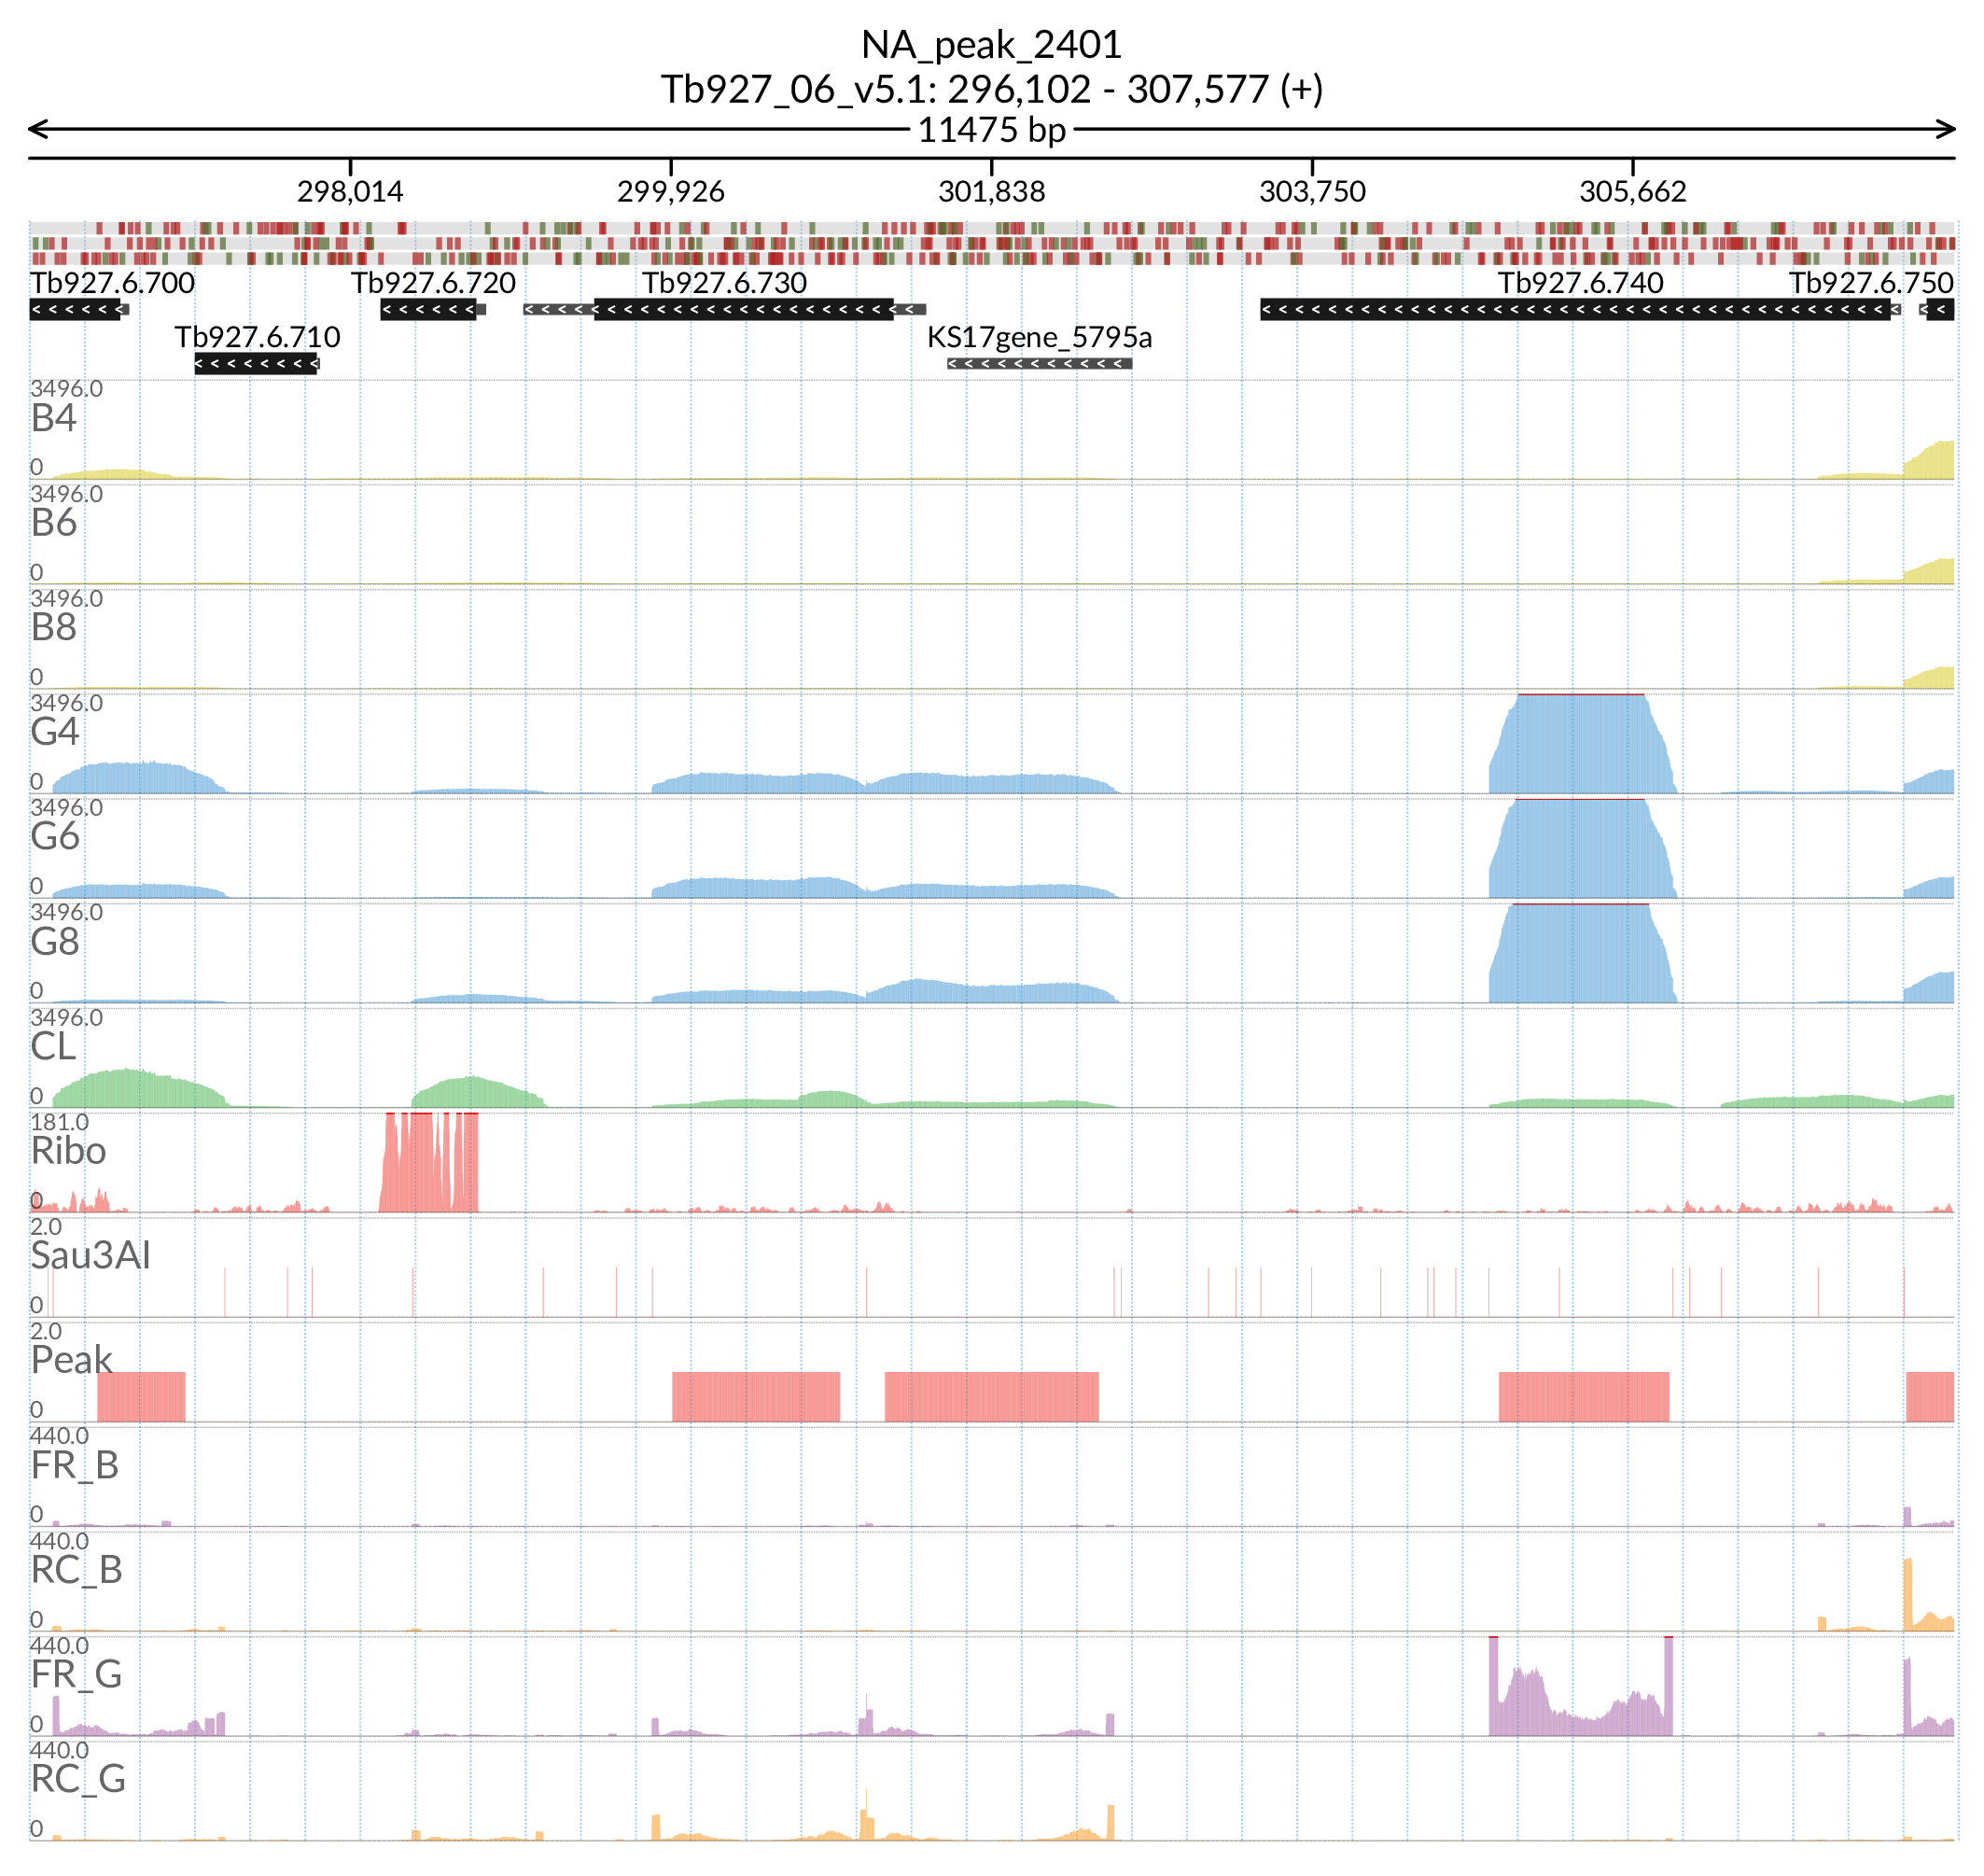 NA_peak_2401
Tb927_06_v5.1: 296,102 - 307,577 (+)
11475 bp
298,014 299,926 301,838 303,750 305,662
Tb927.6.700 Tb927.6.720 Tb927.6.730 Tb927.6.740 Tb927.6.750
Tb927.6.710 KS17gene_5795a
3496.0
B4
0
3496.0
B6
0
3496.0
B8
0
3496.0
G4
0
3496.0
G6
0
3496.0
G8
0
3496.0
CL
0
181.0
Ribo
0
2.0
Sau3AI
0
2.0
Peak
0
440.0
FR_B
0
440.0
RC_B
0
440.0
FR_G
0
440.0
RC_G
0